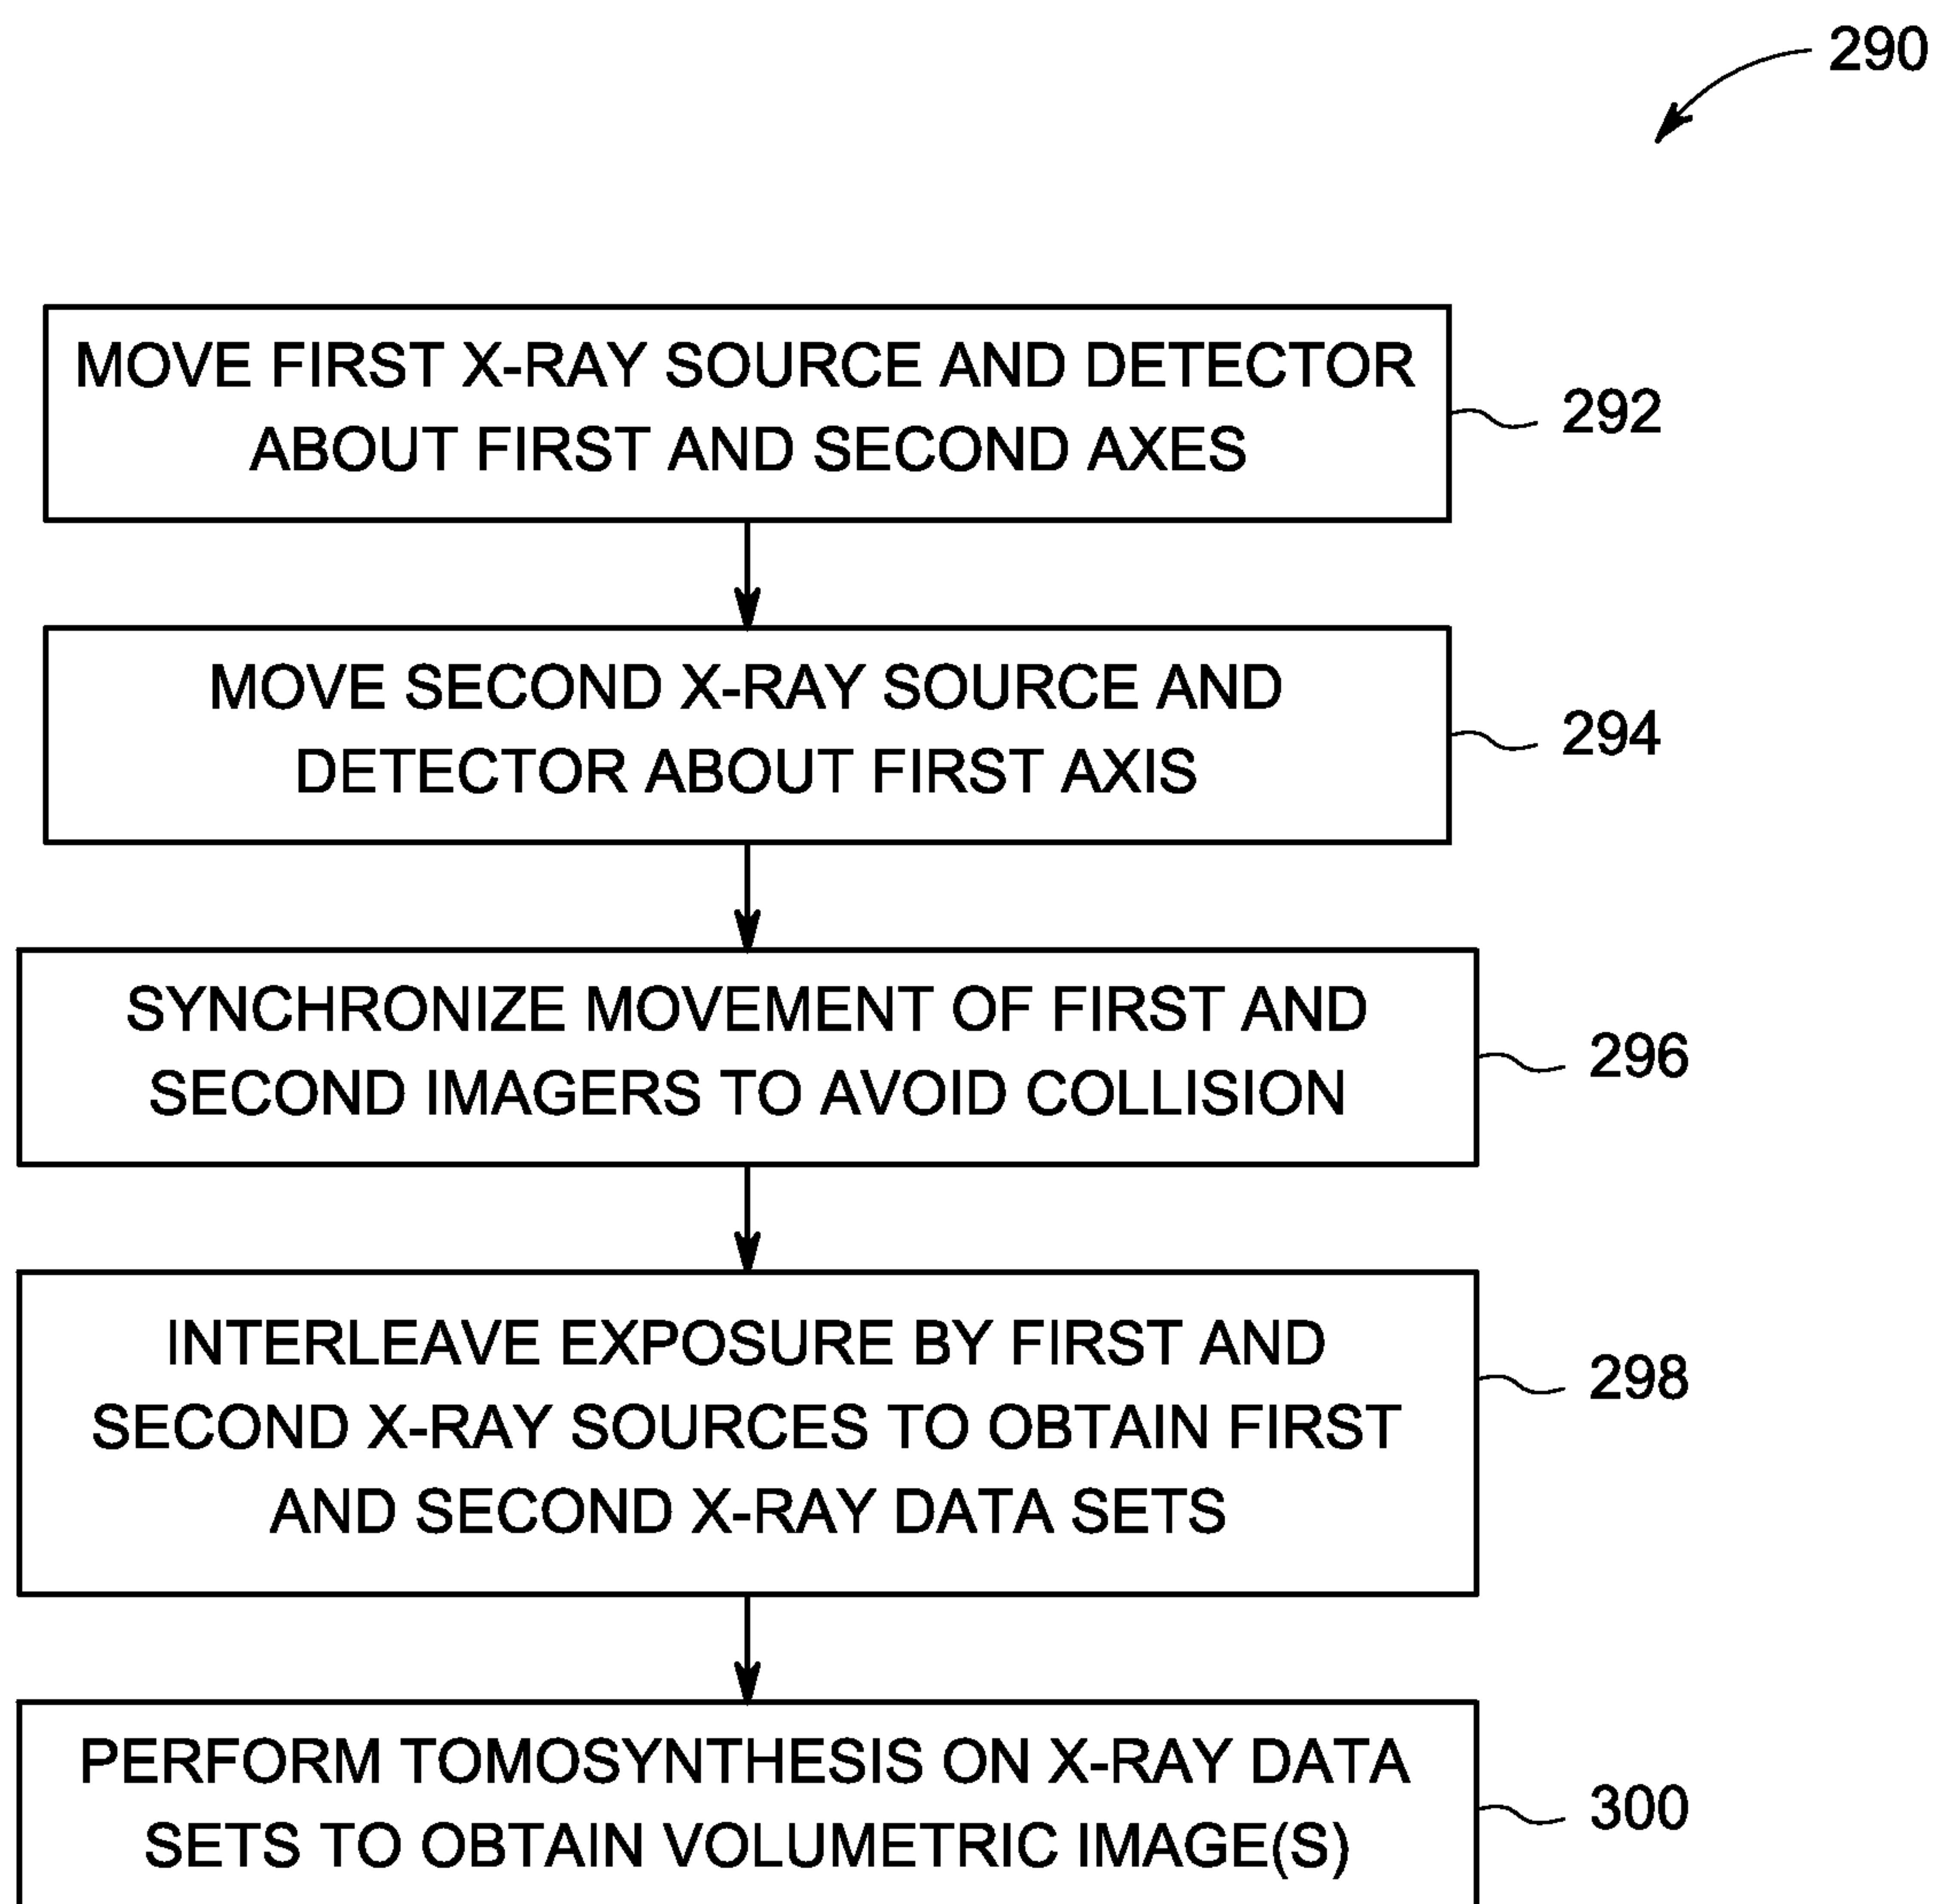 290
MOVE FIRST X-RAY SOURCE AND DETECTOR
ABOUT FIRST AND SECOND AXES
292
MOVE SECOND X-RAY SOURCE AND
DETECTOR ABOUT FIRST AXIS
294
SYNCHRONIZE MOVEMENT OF FIRST AND
SECOND IMAGERS TO AVOID COLLISION
296
INTERLEAVE EXPOSURE BY FIRST AND
SECOND X-RAY SOURCES TO OBTAIN FIRST
AND SECOND X-RAY DATA SETS
298
PERFORM TOMOSYNTHESIS ON X-RAY DATA
SETS TO OBTAIN VOLUMETRIC IMAGE(S)
300